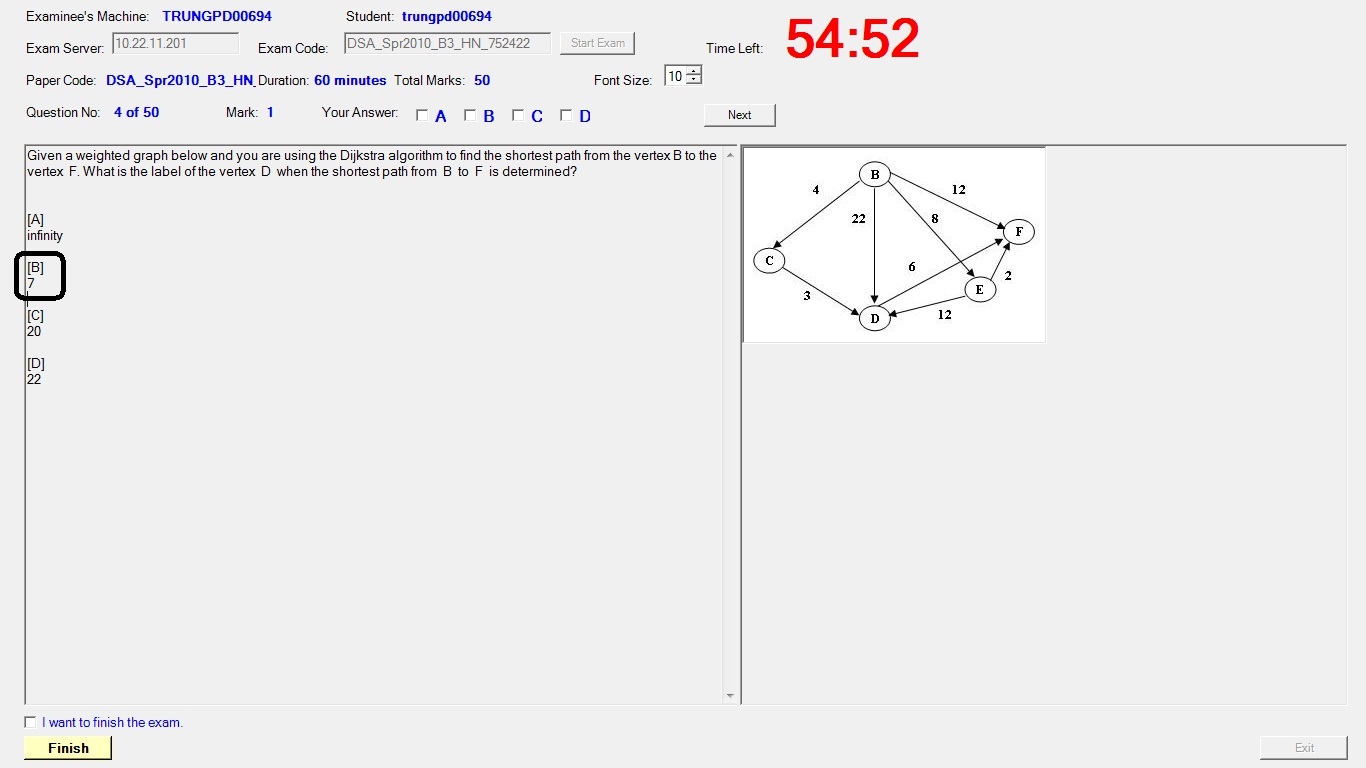 Examinee's Machine: TRUNGPD00694 Student: trungpd00694
Exam Server: 10.22.11.201 Exam Code: DSA_Spr2010_B3_HN_752422 Start Exam Time Left: 54:52
Paper Code: DSA_Spr2010_B3_HN_ Duration: 60 minutes Total Marks: 50 Font Size: 10
Question No: 4 of 50 Mark: 1 Your Answer: A B C D Next
Given a weighted graph below and you are using the Dijkstra algorithm to find the shortest path from the vertex B to the
vertex F. What is the label of the vertex D when the shortest path from B to F is determined?
[A]
infinity
[B]
7
[C]
20
[D]
22
B
4
12
22
8
F
C
6
2
E
3
12
D
I want to finish the exam.
Finish
Exit